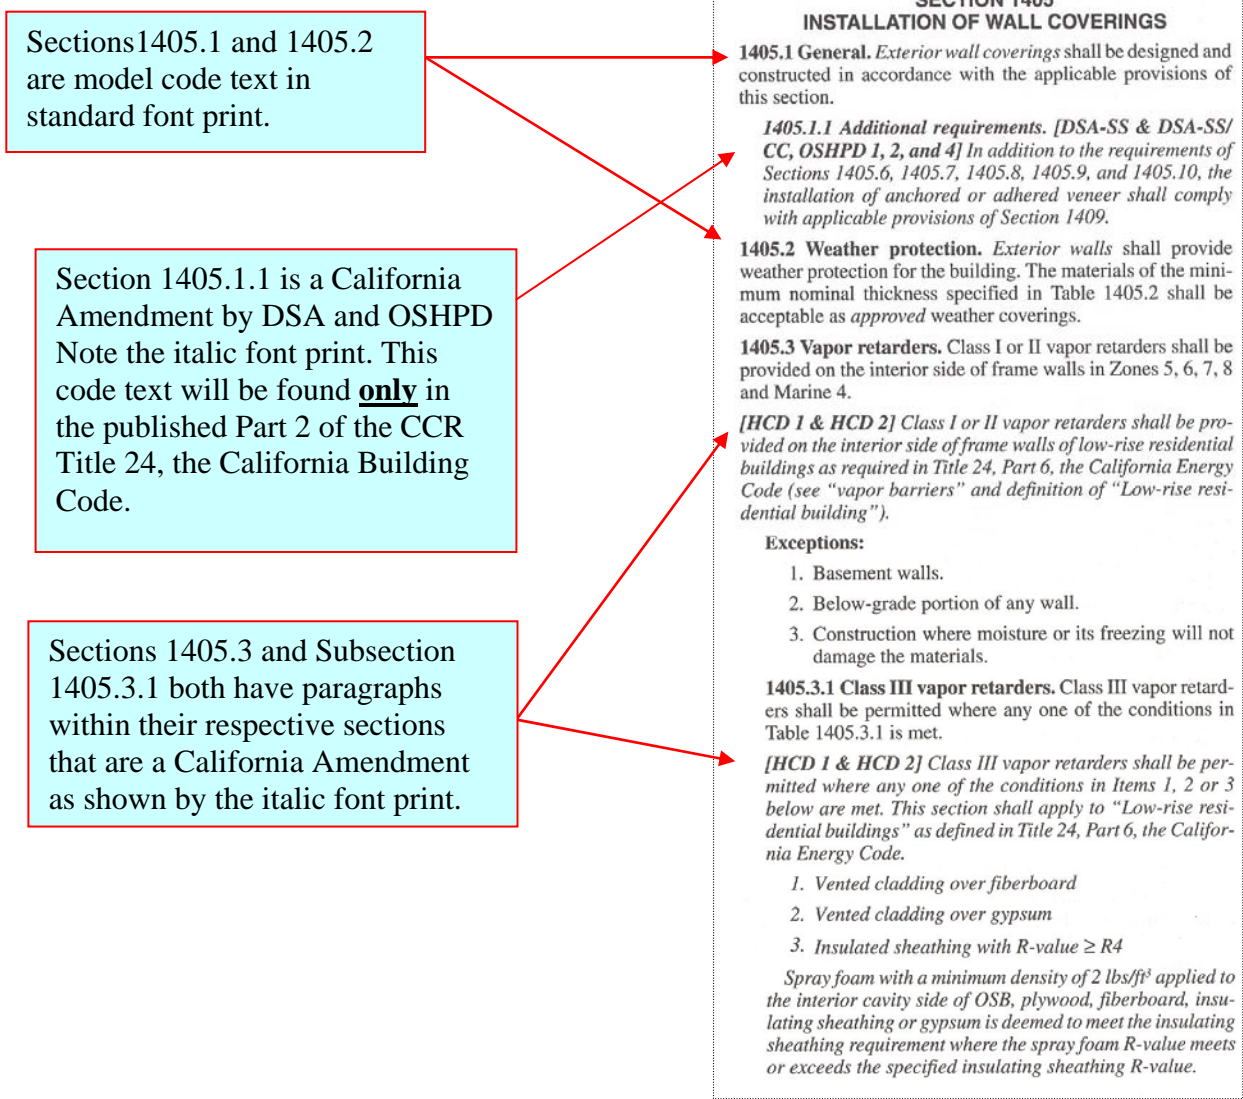 Sections1405.1 and 1405.2
are model code text in
standard font print.
Section 1405.1.1 is a California
Amendment by DSA and OSHPD
Note the italic font print. This
code text will be found only in
the published Part 2 of the CCR
Title 24, the California Building
Code.
Sections 1405.3 and Subsection
1405.3.1 both have paragraphs
within their respective sections
that are a California Amendment
as shown by the italic font print.
SECTION 1405
INSTALLATION OF WALL COVERINGS
1405.1 General. Exterior wall coverings shall be designed and
constructed in accordance with the applicable provisions of
this section.
1405.1.1 Additional requirements. [DSA-SS & DSA-SS/
CC, OSHPD 1, 2, and 4] In addition to the requirements of
Sections 1405.6, 1405.7, 1405.8, 1405.9, and 1405.10, the
installation of anchored or adhered veneer shall comply
with applicable provisions of Section 1409.
1405.2 Weather protection. Exterior walls shall provide
weather protection for the building. The materials of the mini-
mum nominal thickness specified in Table 1405.2 shall be
acceptable as approved weather coverings.
1405.3 Vapor retarders. Class I or II vapor retarders shall be
provided on the interior side of frame walls in Zones 5, 6, 7, 8
and Marine 4.
[HCD 1 & HCD 2] Class I or II vapor retarders shall be pro-
vided on the interior side of frame walls of low-rise residential
buildings as required in Title 24, Part 6, the California Energy
Code (see “vapor barriers” and definition of “Low-rise resi-
dential building”).
Exceptions:
1. Basement walls.
2. Below-grade portion of any wall.
3. Construction where moisture or its freezing will not
damage the materials.
1405.3.1 Class III vapor retarders. Class III vapor retard-
ers shall be permitted where any one of the conditions in
Table 1405.3.1 is met.
[HCD 1 & HCD 2] Class III vapor retarders shall be per-
mitted where any one of the conditions in Items 1, 2 or 3
below are met. This section shall apply to “Low-rise resi-
dential buildings” as defined in Title 24, Part 6, the Califor-
nia Energy Code.
1. Vented cladding over fiberboard
2. Vented cladding over gypsum
3. Insulated sheathing with R-value ≥ R4
Spray foam with a minimum density of 2 lbs/ft³ applied to
the interior cavity side of OSB, plywood, fiberboard, insu-
lating sheathing or gypsum is deemed to meet the insulating
sheathing requirement where the spray foam R-value meets
or exceeds the specified insulating sheathing R-value.